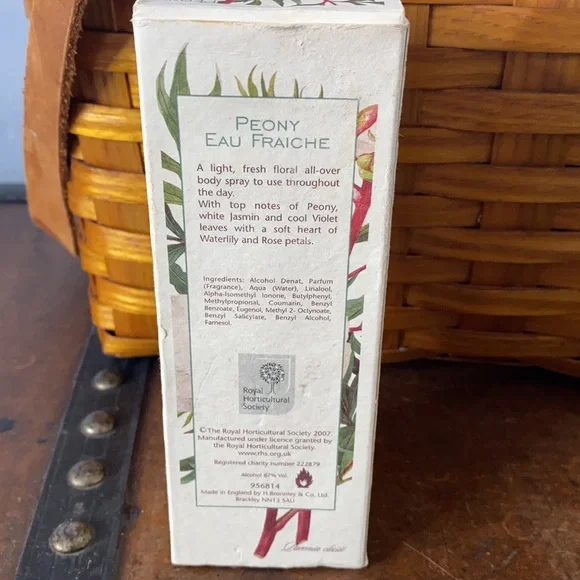 PEONY
EAU FRAICHE
A light, fresh floral all-over
body spray to use throughout
the day.
With top notes of Peony,
white Jasmin and cool Violet
leaves with a soft heart of
Waterlily and Rose petals.
Ingredients: Alcohol Denat, Parfum
(Fragrance), Aqua (Water), Linalool,
Alpha-Isomethyl Ionone, Butylphenyl,
Methylpropional, Coumarin, Benzyl
Benzoate, Eugenol, Methyl 2- Octynoate,
Benzyl Salicylate, Benzyl Alcohol,
Farnesol.
Royal
Horticultural
Society
©The Royal Horticultural Society 2007.
Manufactured under licence granted by
the Royal Horticultural Society.
www.rhs.org.uk
Registered charity number 222879
Alcohol 87% Vol.
956814
Made in England by H.Bronnley & Co. Ltd.
Brackley NN13 5AU